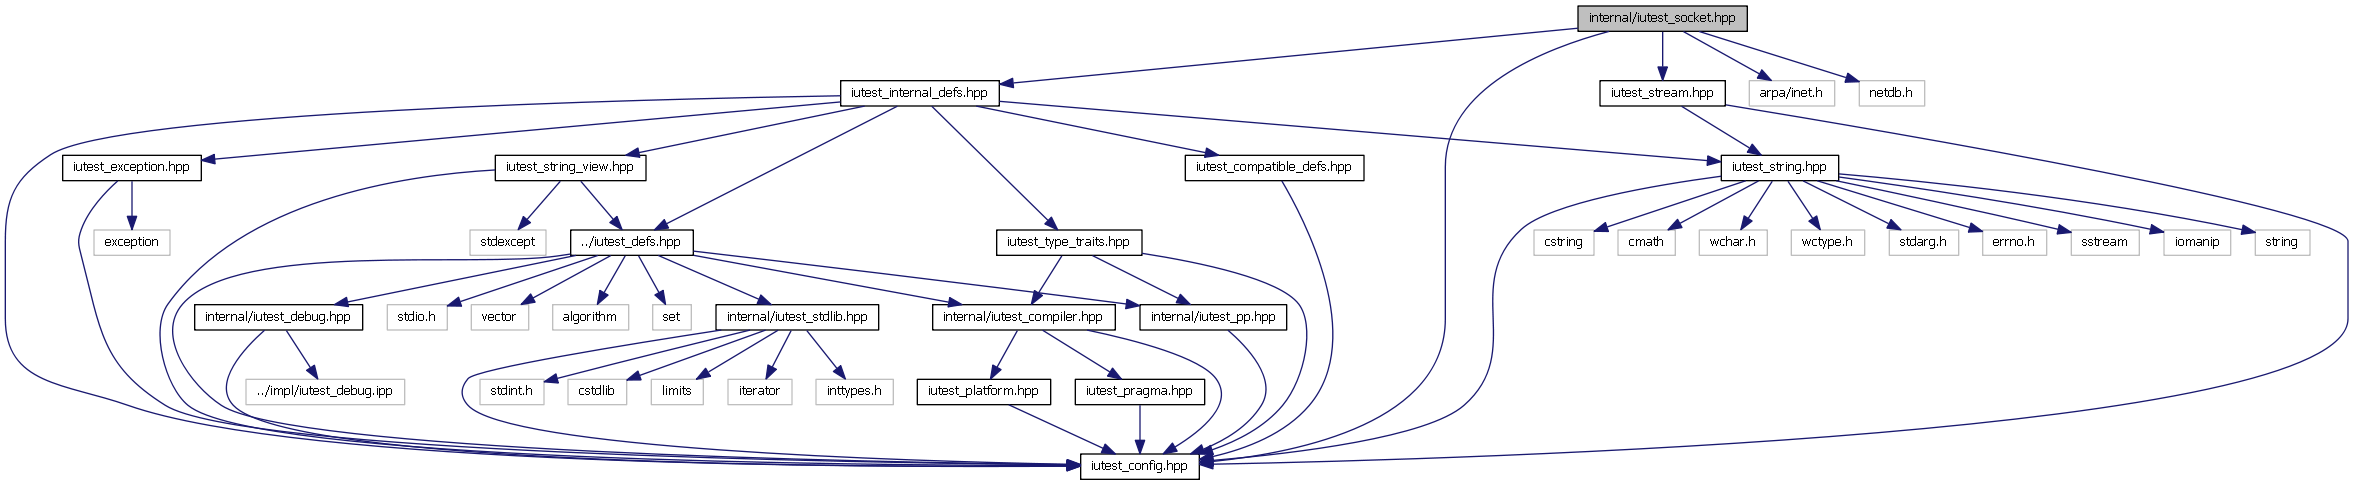 internal/iutest_socket.hpp
iutest_internal_defs.hpp
iutest_stream.hpp
arpa/inet.h
netdb.h
iutest_exception.hpp
iutest_string_view.hpp
iutest_compatible_defs.hpp
iutest_string.hpp
exception
stdexcept
../iutest_defs.hpp
iutest_type_traits.hpp
cstring
cmath
wchar.h
wctype.h
stdarg.h
errno.h
sstream
iomanip
string
internal/iutest_debug.hpp
stdio.h
vector
algorithm
set
internal/iutest_stdlib.hpp
internal/iutest_compiler.hpp
internal/iutest_pp.hpp
../impl/iutest_debug.ipp
stdint.h
cstdlib
limits
iterator
inttypes.h
iutest_platform.hpp
iutest_pragma.hpp
iutest_config.hpp